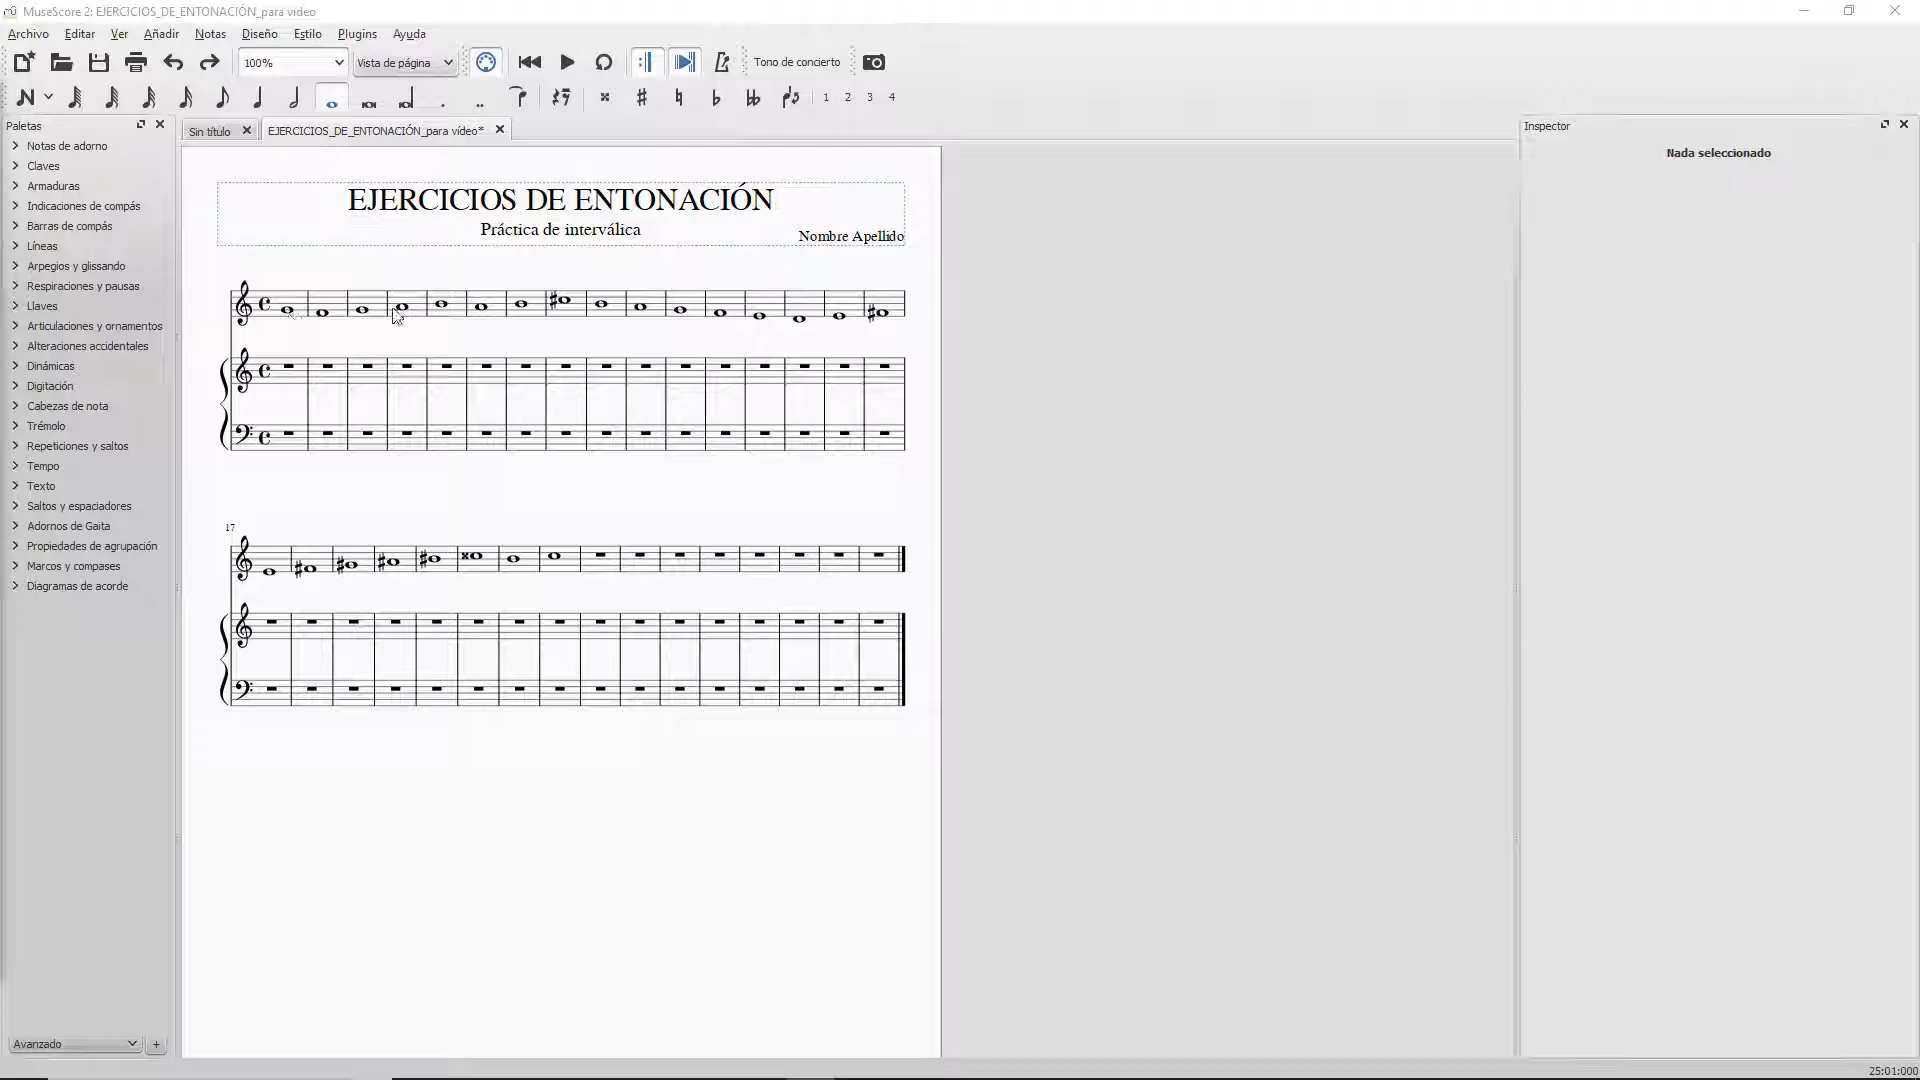 MuseScore 2: EJERCICIOS_DE_ENTONACIÓN_para vídeo
Archivo Editar Ver Añadir Notas Diseño Estilo Plugins Ayuda
100% Vista de página Tono de concierto
1 2 3 4
Paletas
Notas de adorno
Claves
Armaduras
Indicaciones de compás
Barras de compás
Líneas
Arpegios y glissando
Respiraciones y pausas
Llaves
Articulaciones y ornamentos
Alteraciones accidentales
Dinámicas
Digitación
Cabezas de nota
Trémolo
Repeticiones y saltos
Tempo
Texto
Saltos y espaciadores
Adornos de Gaita
Propiedades de agrupación
Marcos y compases
Diagramas de acorde
Avanzado
+
Sin título EJERCICIOS_DE_ENTONACIÓN_para vídeo*
EJERCICIOS DE ENTONACIÓN
Práctica de interválica
Nombre Apellido
17
Inspector
Nada seleccionado
25:01:000